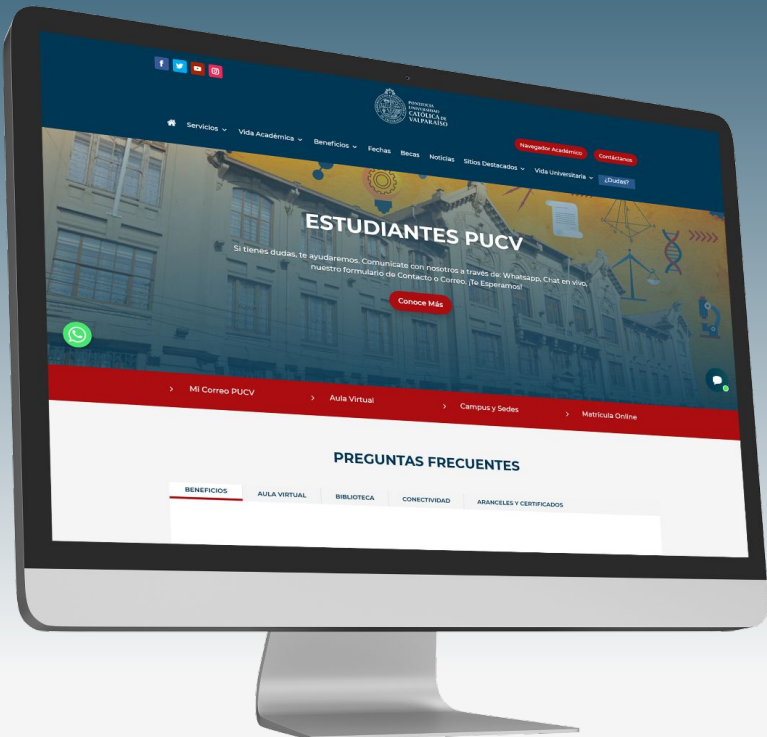 PONTIFICIA
UNIVERSIDAD
CATÓLICA DE
VALPARAÍSO
Servicios
Vida Académica
Beneficios
Fechas
Becas
Noticias
Sitios Destacados
Vida Universitaria
¿Dudas?
Navegador Académico
Contáctanos
ESTUDIANTES PUCV
Si tienes dudas, te ayudaremos. Comunícate con nosotros a través de: Whatsapp, Chat en vivo,
nuestro formulario de Contacto o Correo. ¡Te Esperamos!
Conoce Más
Mi Correo PUCV
Aula Virtual
Campus y Sedes
Matrícula Online
PREGUNTAS FRECUENTES
BENEFICIOS
AULA VIRTUAL
BIBLIOTECA
CONECTIVIDAD
ARANCELES Y CERTIFICADOS